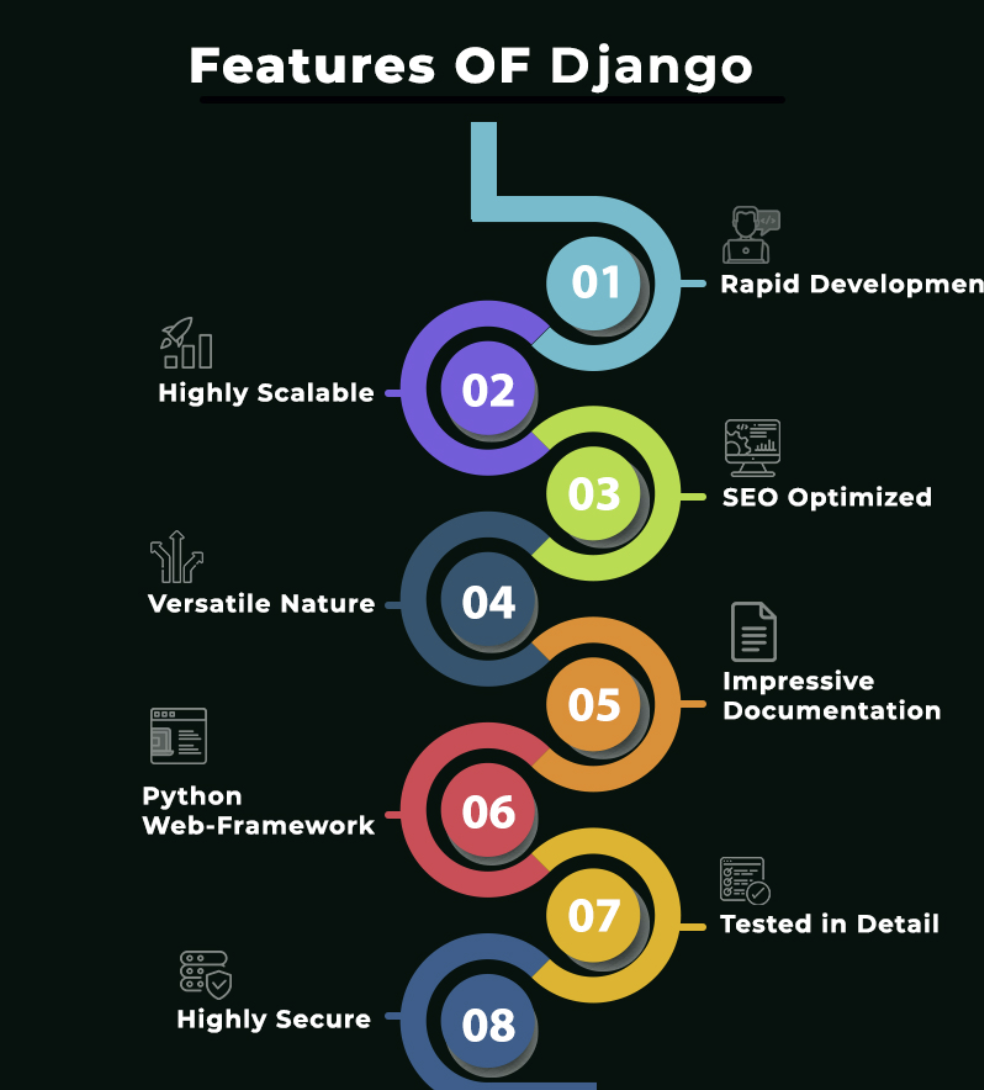 Features OF Django
01
Rapid Developmen
02
Highly Scalable
03
SEO Optimized
04
Versatile Nature
05
Impressive
Documentation
06
Python
Web-Framework
07
Tested in Detail
08
Highly Secure